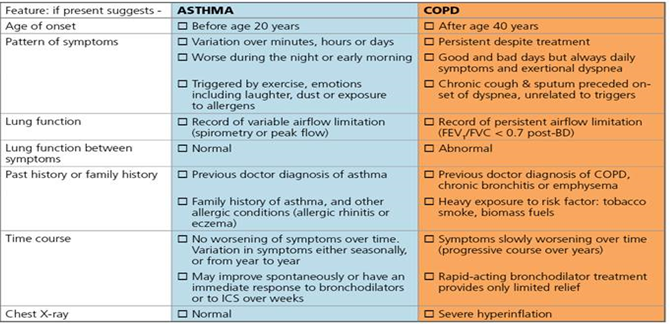 Feature: if present suggests - ASTHMA COPD
Age of onset ☐ Before age 20 years ☐ After age 40 years
Pattern of symptoms ☐ Variation over minutes, hours or days ☐ Persistent despite treatment
☐ Worse during the night or early morning ☐ Good and bad days but always daily
symptoms and exertional dyspnea
☐ Triggered by exercise, emotions ☐ Chronic cough & sputum preceded on-
including laughter, dust or exposure set of dyspnea, unrelated to triggers
to allergens
Lung function ☐ Record of variable airflow limitation ☐ Record of persistent airflow limitation
(spirometry or peak flow) (FEV₁/FVC < 0.7 post-BD)
Lung function between ☐ Normal ☐ Abnormal
symptoms
Past history or family history ☐ Previous doctor diagnosis of asthma ☐ Previous doctor diagnosis of COPD,
chronic bronchitis or emphysema
☐ Family history of asthma, and other ☐ Heavy exposure to risk factor: tobacco
allergic conditions (allergic rhinitis or smoke, biomass fuels
eczema)
Time course ☐ No worsening of symptoms over time. ☐ Symptoms slowly worsening over time
Variation in symptoms either seasonally, (progressive course over years)
or from year to year
☐ May improve spontaneously or have an ☐ Rapid-acting bronchodilator treatment
immediate response to bronchodilators provides only limited relief
or to ICS over weeks
Chest X-ray ☐ Normal ☐ Severe hyperinflation